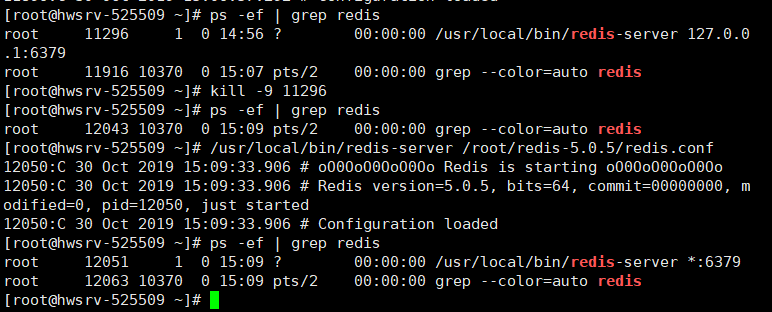 [root@hwsrv-525509 ~]# ps -ef | grep redis
root     11296     1  0 14:56 ?        00:00:00 /usr/local/bin/redis-server 127.0.0
.1:6379
root     11916 10370  0 15:07 pts/2    00:00:00 grep --color=auto redis
[root@hwsrv-525509 ~]# kill -9 11296
[root@hwsrv-525509 ~]# ps -ef | grep redis
root     12043 10370  0 15:09 pts/2    00:00:00 grep --color=auto redis
[root@hwsrv-525509 ~]# /usr/local/bin/redis-server /root/redis-5.0.5/redis.conf
12050:C 30 Oct 2019 15:09:33.906 # oO0OoO0OoO0Oo Redis is starting oO0OoO0OoO0Oo
12050:C 30 Oct 2019 15:09:33.906 # Redis version=5.0.5, bits=64, commit=00000000, m
odified=0, pid=12050, just started
12050:C 30 Oct 2019 15:09:33.906 # Configuration loaded
[root@hwsrv-525509 ~]# ps -ef | grep redis
root     12051     1  0 15:09 ?        00:00:00 /usr/local/bin/redis-server *:6379
root     12063 10370  0 15:09 pts/2    00:00:00 grep --color=auto redis
[root@hwsrv-525509 ~]#